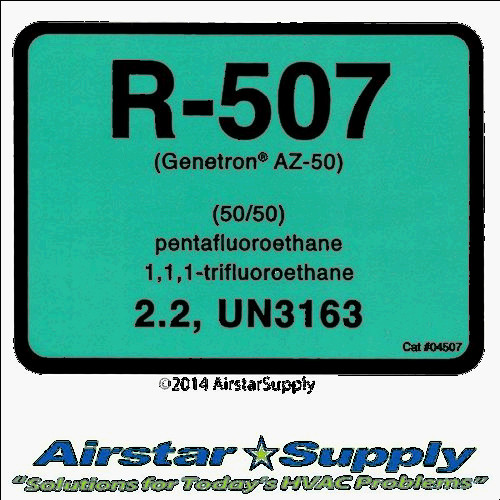 R-507
(Genetron® AZ-50)
(50/50)
pentafluoroethane
1,1,1-trifluoroethane
2.2, UN3163
Cat #04507
©2014 AirstarSupply
Airstar Supply
"Solutions for Today's HVAC Problems"